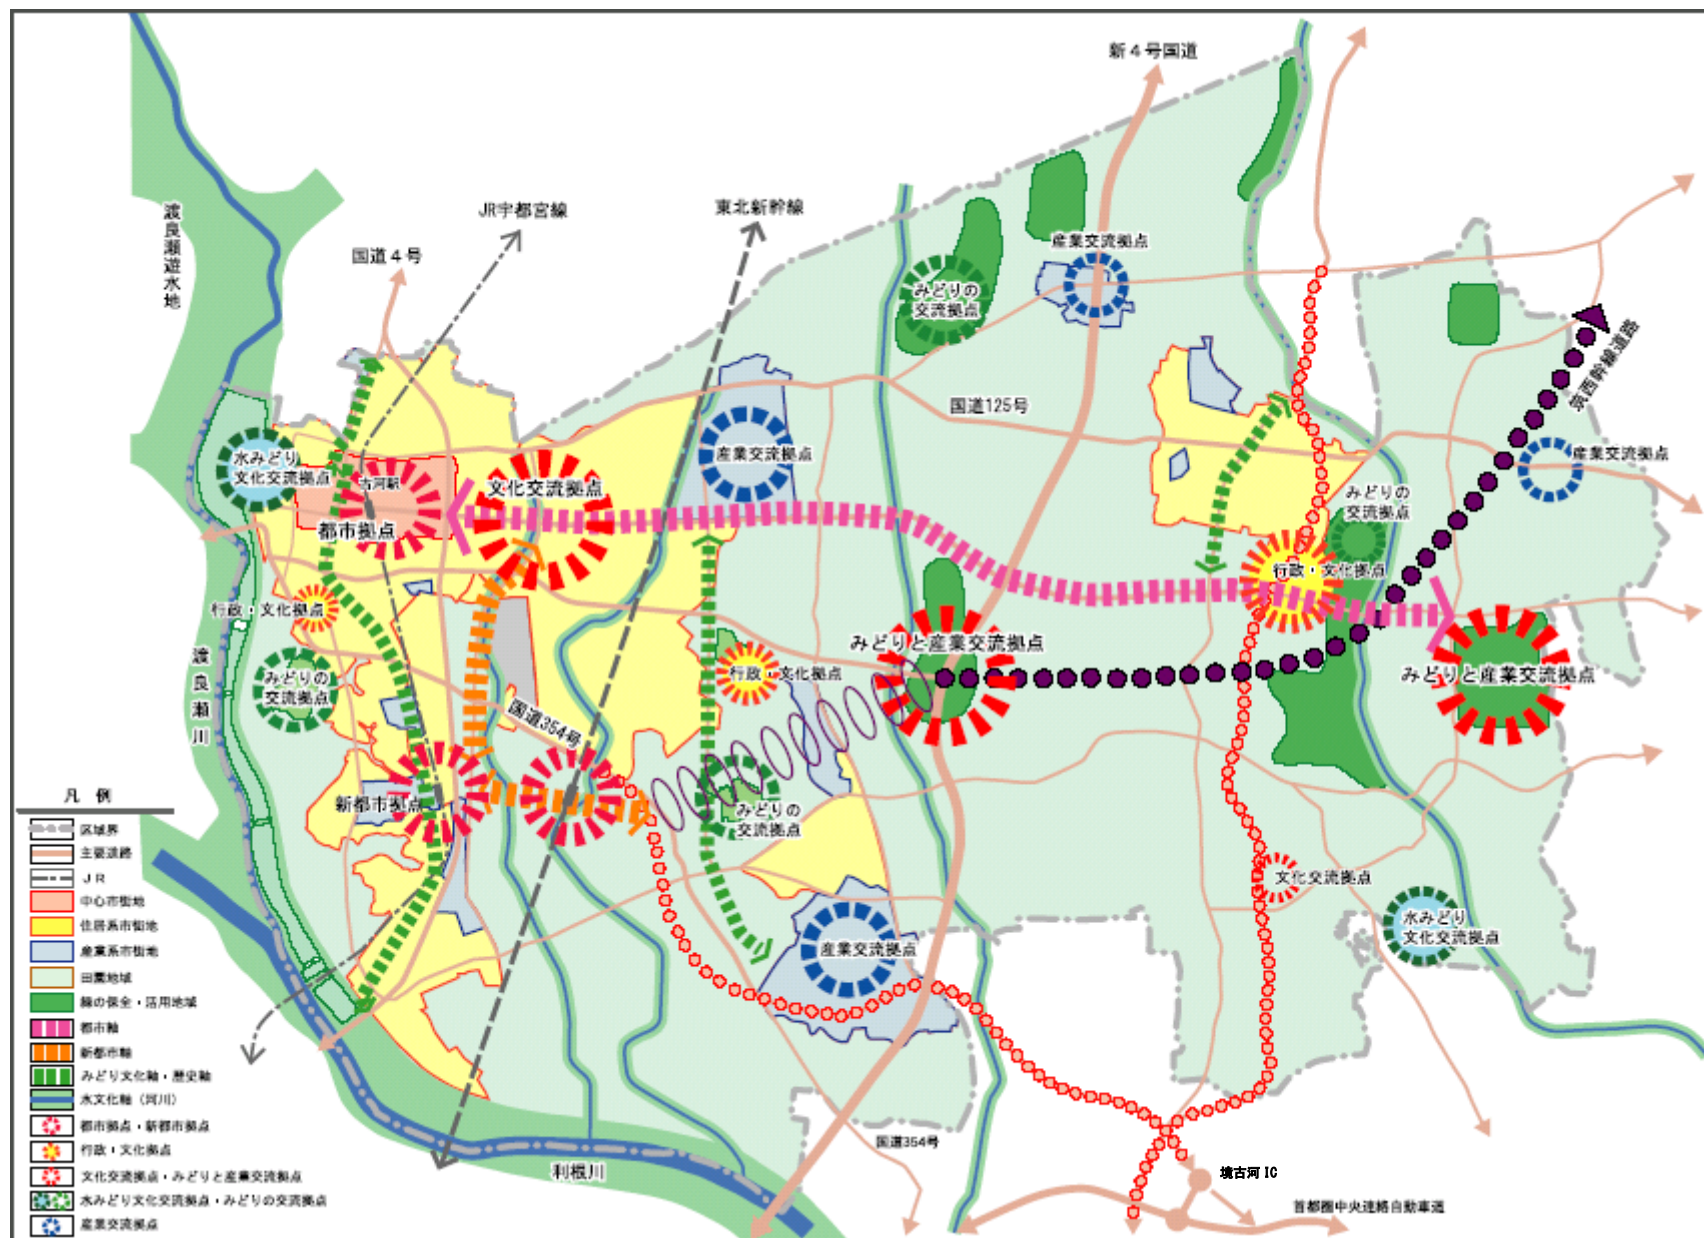 新４号国道
渡良瀬遊水地
JR宇都宮線
東北新幹線
国道４号
産業交流拠点
みどりの
交流拠点
筑西幹線道路
国道125号
水みどり
文化交流拠点
古河駅
都市拠点
文化交流拠点
産業交流拠点
産業交流拠点
みどりの
交流拠点
行政・文化拠点
行政・文化拠点
みどりと産業交流拠点
みどりと産業交流拠点
渡良瀬川
みどりの
交流拠点
行政・文化拠点
国道354号
新都市拠点
みどりの
交流拠点
文化交流拠点
水みどり
文化交流拠点
産業交流拠点
国道354号
利根川
境古河IC
首都圏中央連絡自動車道
凡例
区域界
主要道路
ＪＲ
中心市街地
住居系市街地
産業系市街地
田園地域
緑の保全・活用地域
都市軸
新都市軸
みどり文化軸・歴史軸
水文化軸（河川）
都市拠点・新都市拠点
行政・文化拠点
文化交流拠点・みどりと産業交流拠点
水みどり文化交流拠点・みどりの交流拠点
産業交流拠点